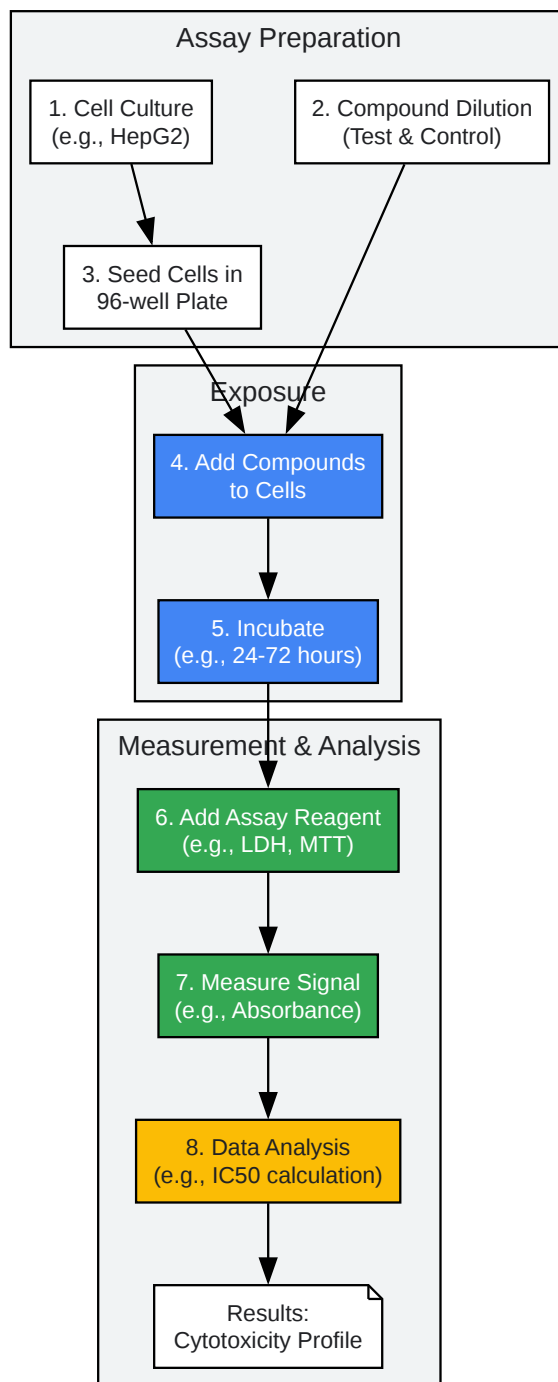 Assay Preparation
1. Cell Culture
(e.g., HepG2)
2. Compound Dilution
(Test & Control)
3. Seed Cells in
96-well Plate
Exposure
4. Add Compounds
to Cells
5. Incubate
(e.g., 24-72 hours)
Measurement & Analysis
6. Add Assay Reagent
(e.g., LDH, MTT)
7. Measure Signal
(e.g., Absorbance)
8. Data Analysis
(e.g., IC50 calculation)
Results:
Cytotoxicity Profile